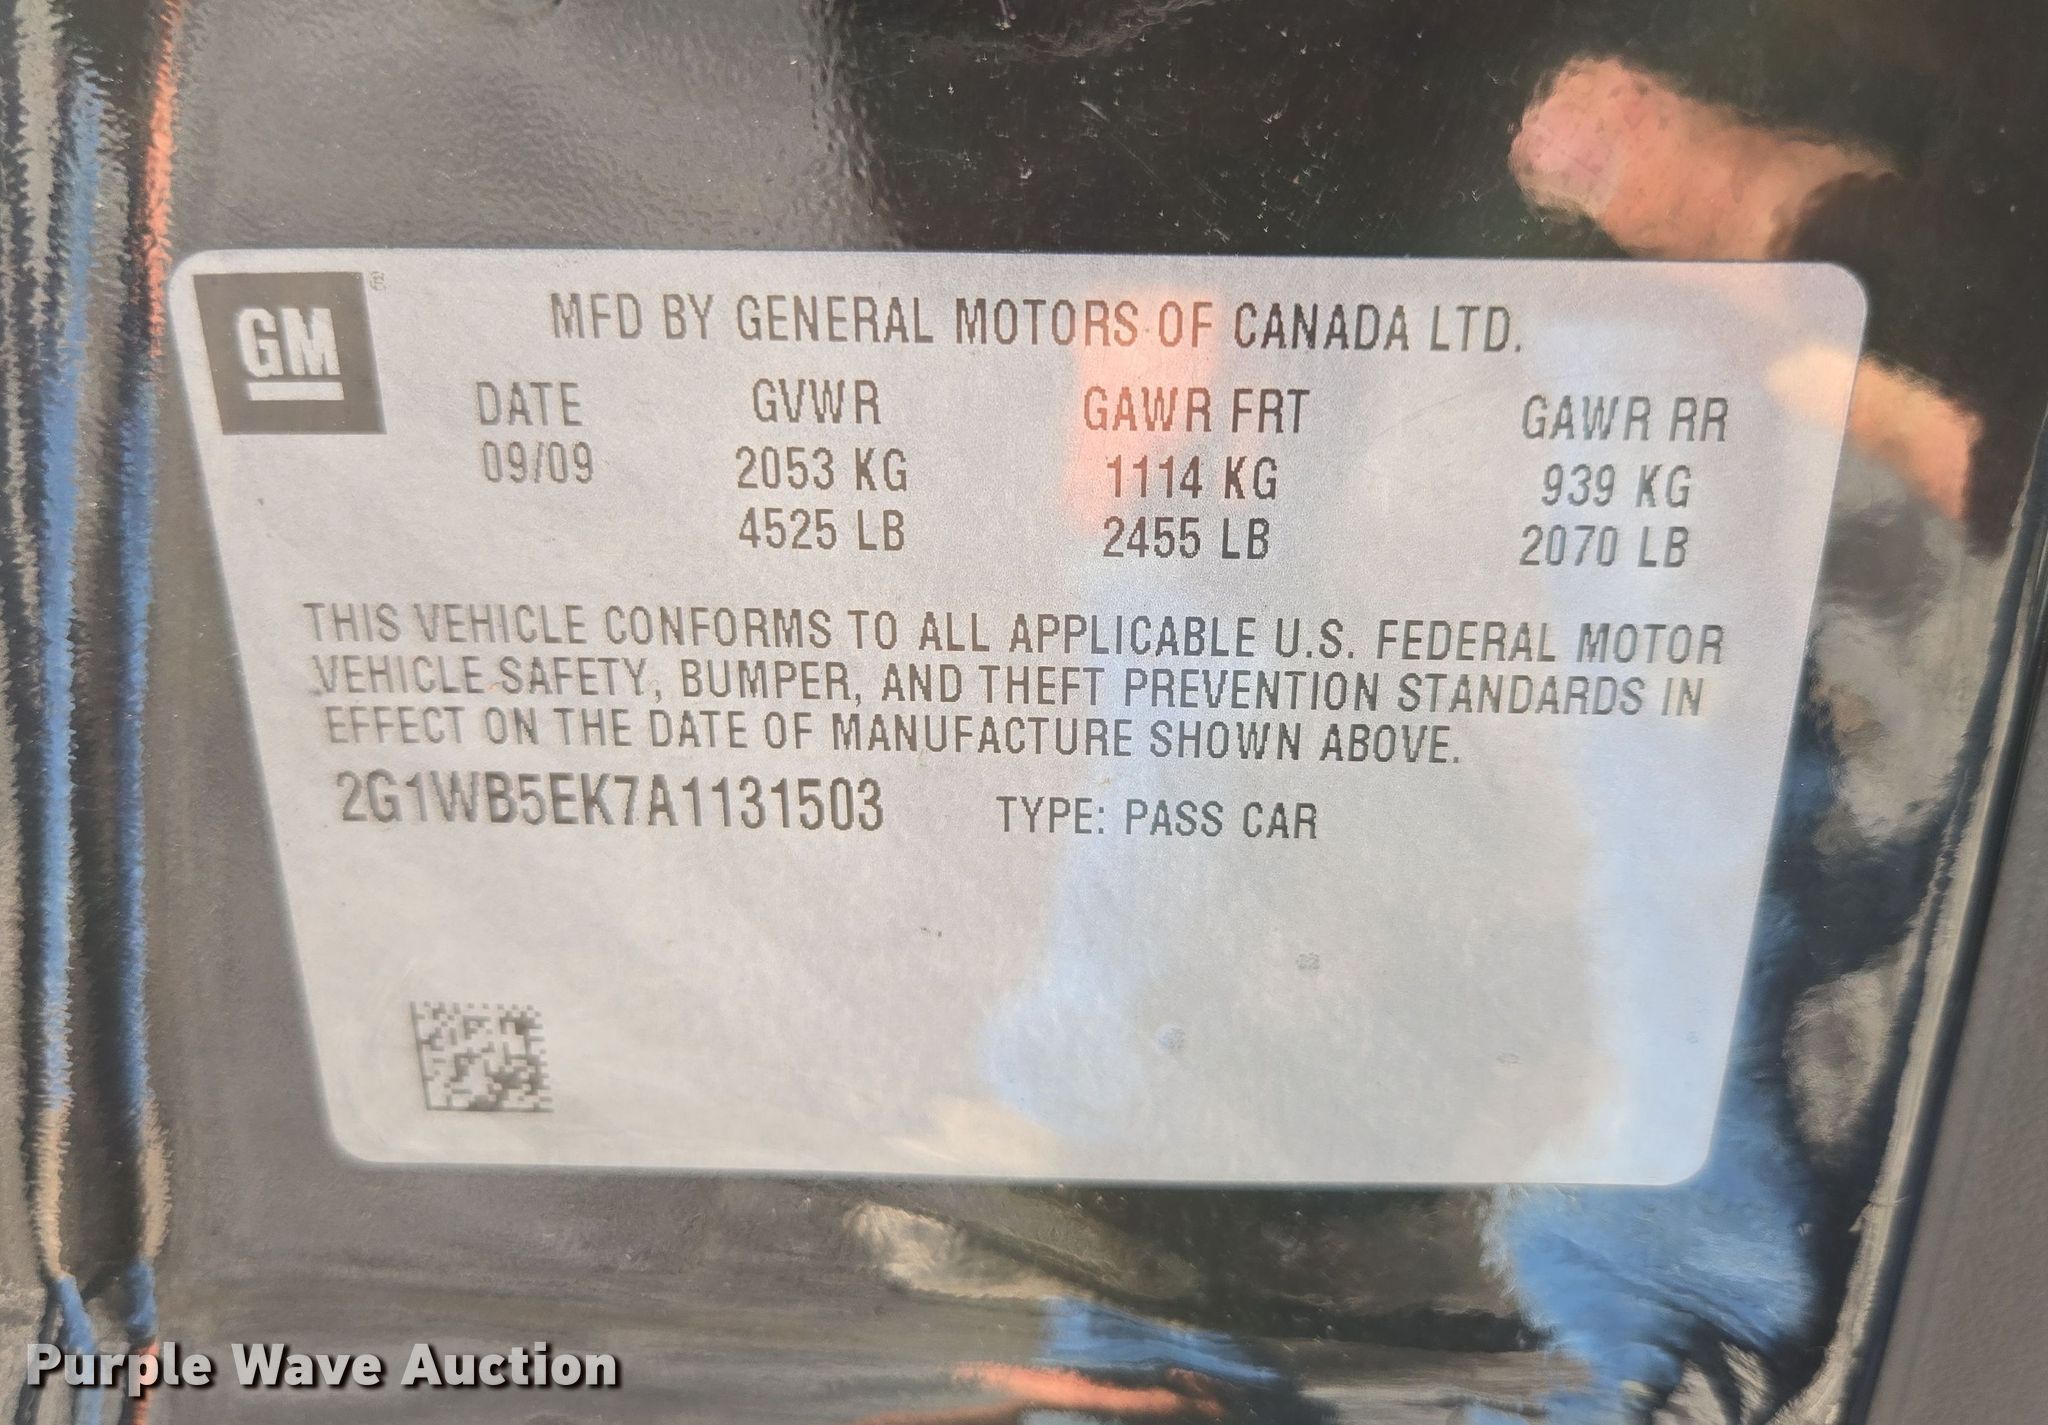 GM ®
MFD BY GENERAL MOTORS OF CANADA LTD.
DATE GVWR GAWR FRT GAWR RR
09/09 2053 KG 1114 KG 939 KG
4525 LB 2455 LB 2070 LB
THIS VEHICLE CONFORMS TO ALL APPLICABLE U.S. FEDERAL MOTOR
VEHICLE SAFETY, BUMPER, AND THEFT PREVENTION STANDARDS IN
EFFECT ON THE DATE OF MANUFACTURE SHOWN ABOVE.
2G1WB5EK7A1131503 TYPE: PASS CAR
Purple Wave Auction